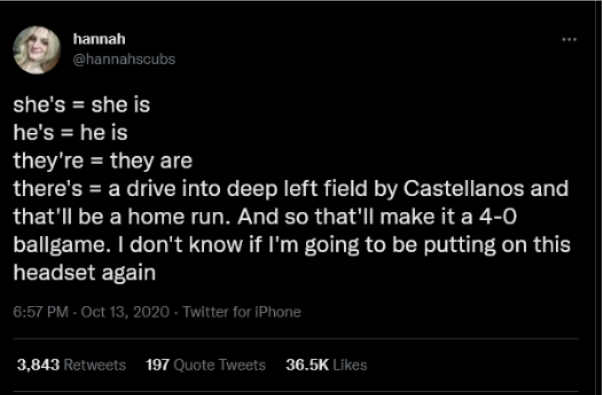 hannah
@hannahscubs
she's = she is
he's = he is
they're = they are
there's = a drive into deep left field by Castellanos and
that'll be a home run. And so that'll make it a 4-0
ballgame. I don't know if I'm going to be putting on this
headset again
6:57 PM · Oct 13, 2020 · Twitter for iPhone
3,843 Retweets 197 Quote Tweets 36.5K Likes